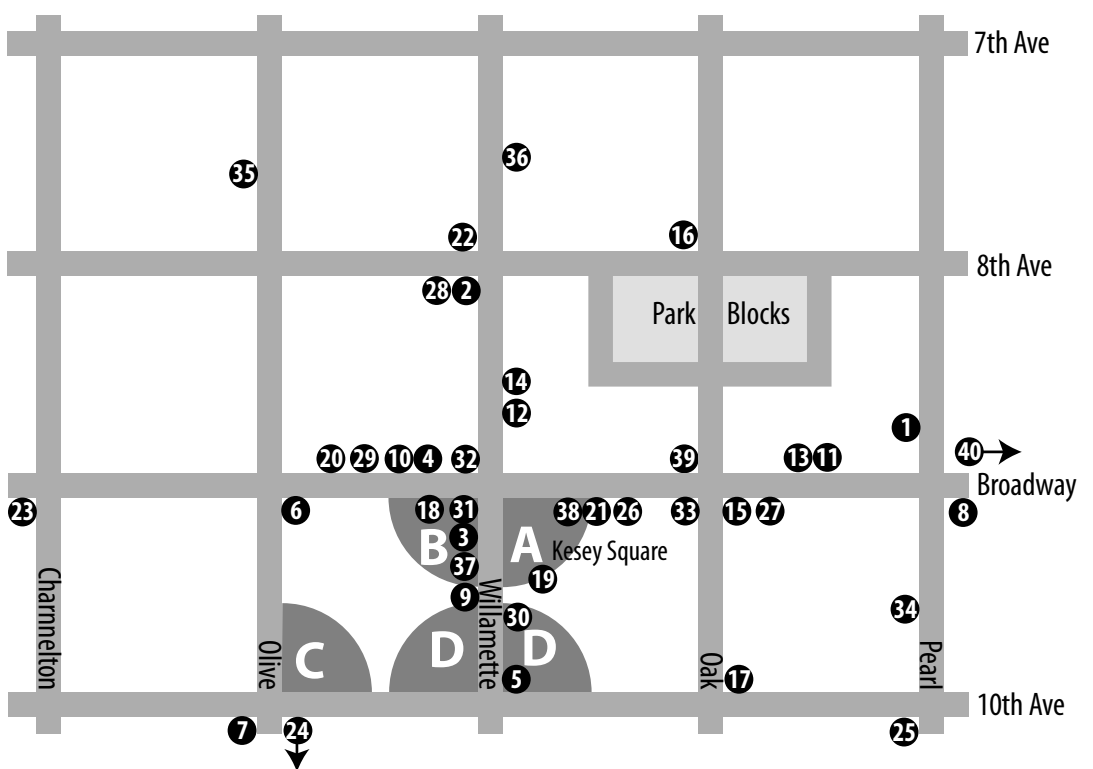 7th Ave
36
35
22
16
8th Ave
28 2
Park Blocks
14
12
1
20 29 10 4 32 39 13 11 40
Broadway
23 6 18 31 38 21 26 33 15 27 8
B 3 A Kesey Square
37
19
9
30
34
C D D
5
17
Charnnelton
Olive
Willamette
Oak
Pearl
10th Ave
7 24 25